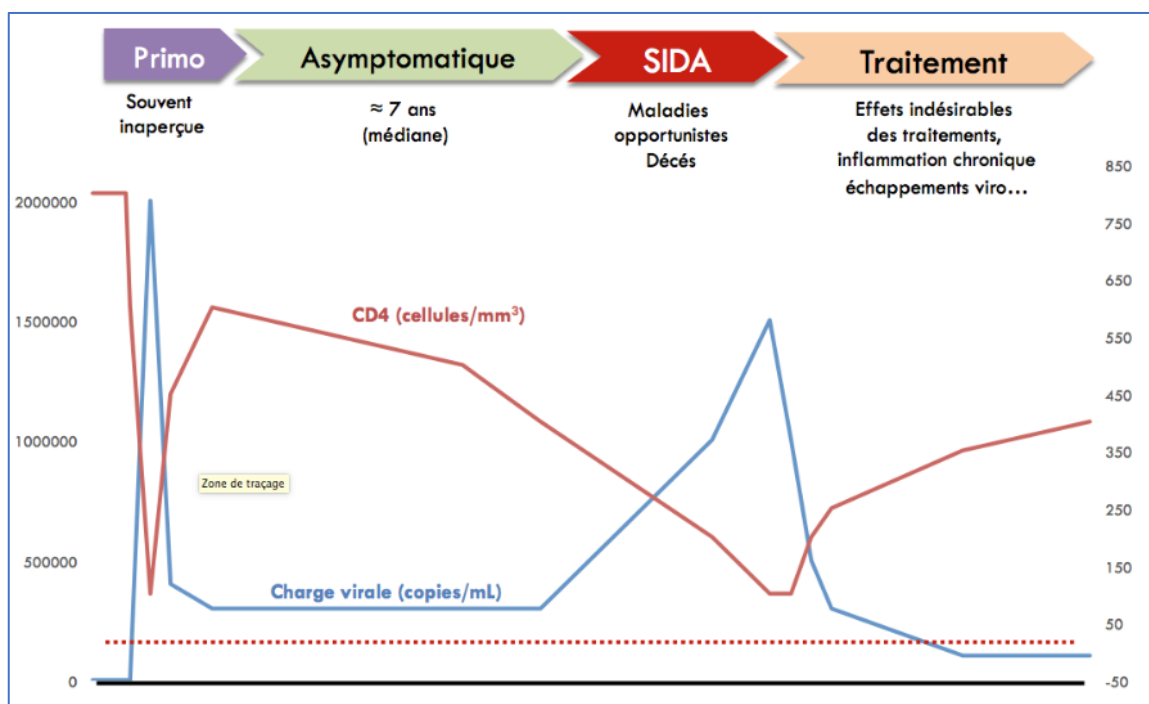 Primo
Asymptomatique
SIDA
Traitement
Souvent
inaperçue
≈ 7 ans
(médiane)
Maladies
opportunistes
Décés
Effets indésirables
des traitements,
inflammation chronique
échappements viro...
850
2000000
750
650
CD4 (cellules/mm³)
1500000
550
450
1000000
350
Zone de traçage
250
500000
Charge virale (copies/mL)
150
50
0
-50